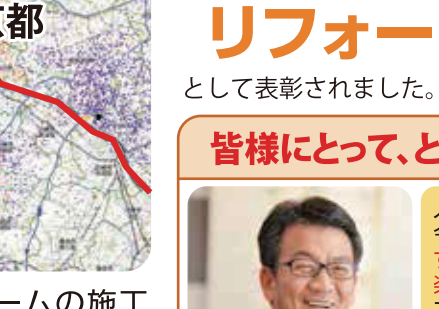 都
リフォー
として表彰されました。
皆様にとって、と
ームの施工